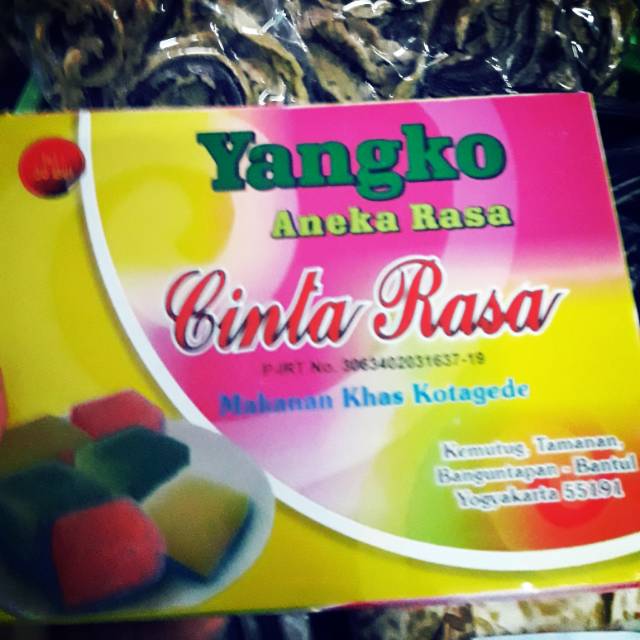 Yangko
Aneka Rasa
Cinta Rasa
P-IRT No. 3063402031637-19
Makanan Khas Kotagede
Kemutug, Tamanan,
Banguntapan - Bantul
Yogyakarta 55191